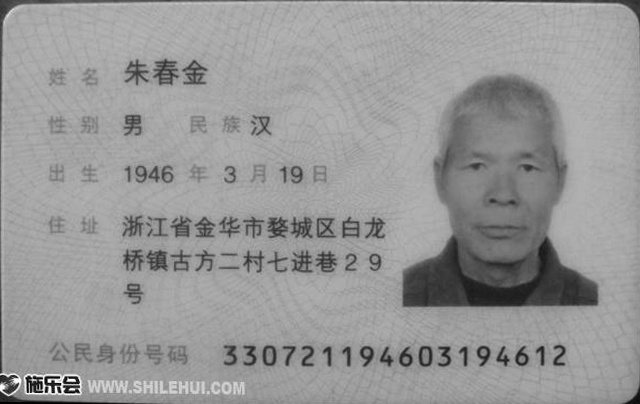 姓名 朱春金
性别 男 民族 汉
出生 1946 年 3 月 19 日
住址 浙江省金华市婺城区白龙
桥镇古方二村七进巷29
号
公民身份号码 330721194603194612
施乐会 WWW.SHILEHUI.COM